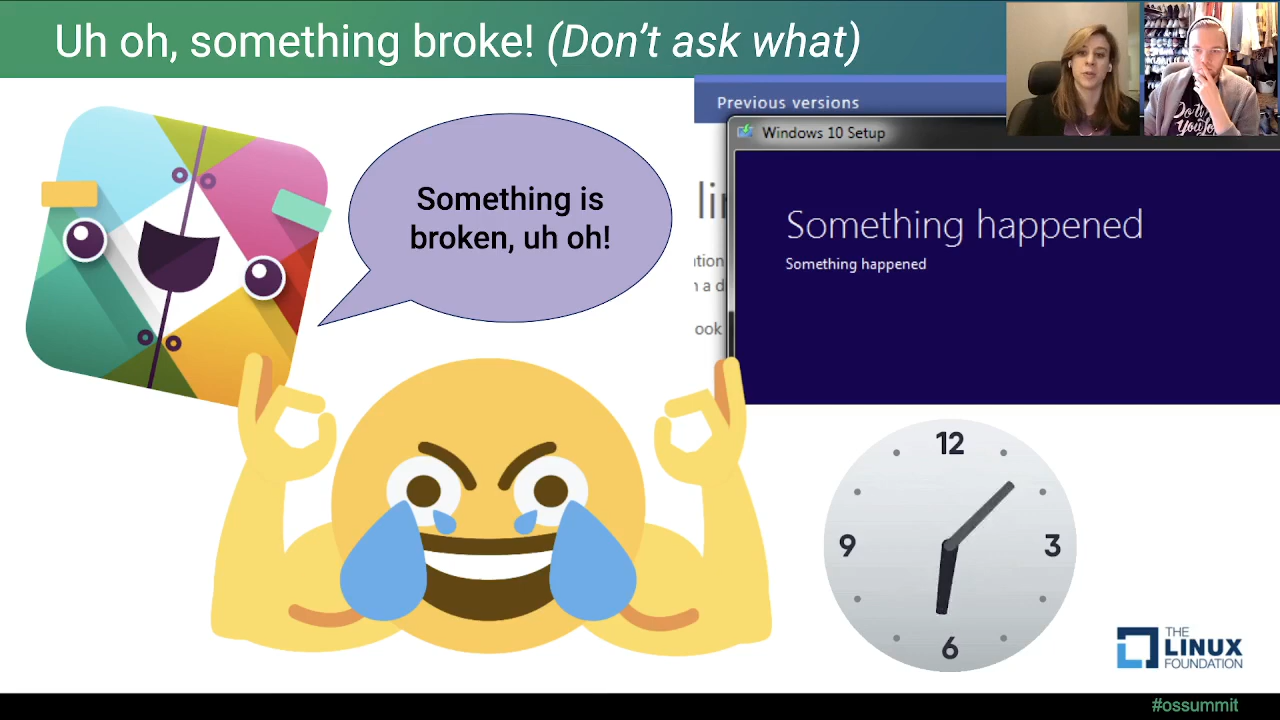 Uh oh, something broke! (Don't ask what)
Previous versions
Windows 10 Setup
Something is
broken, uh oh!
Something happened
Something happened
ook
12
9
3
6
THE
LINUX
FOUNDATION
#ossummit